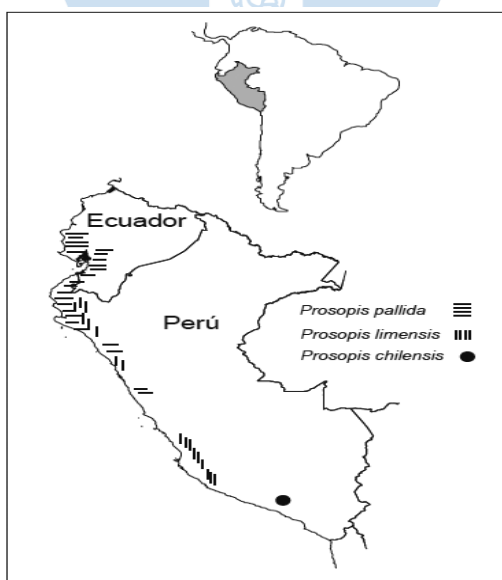 Ecuador
Perú
Prosopis pallida
Prosopis limensis
Prosopis chilensis